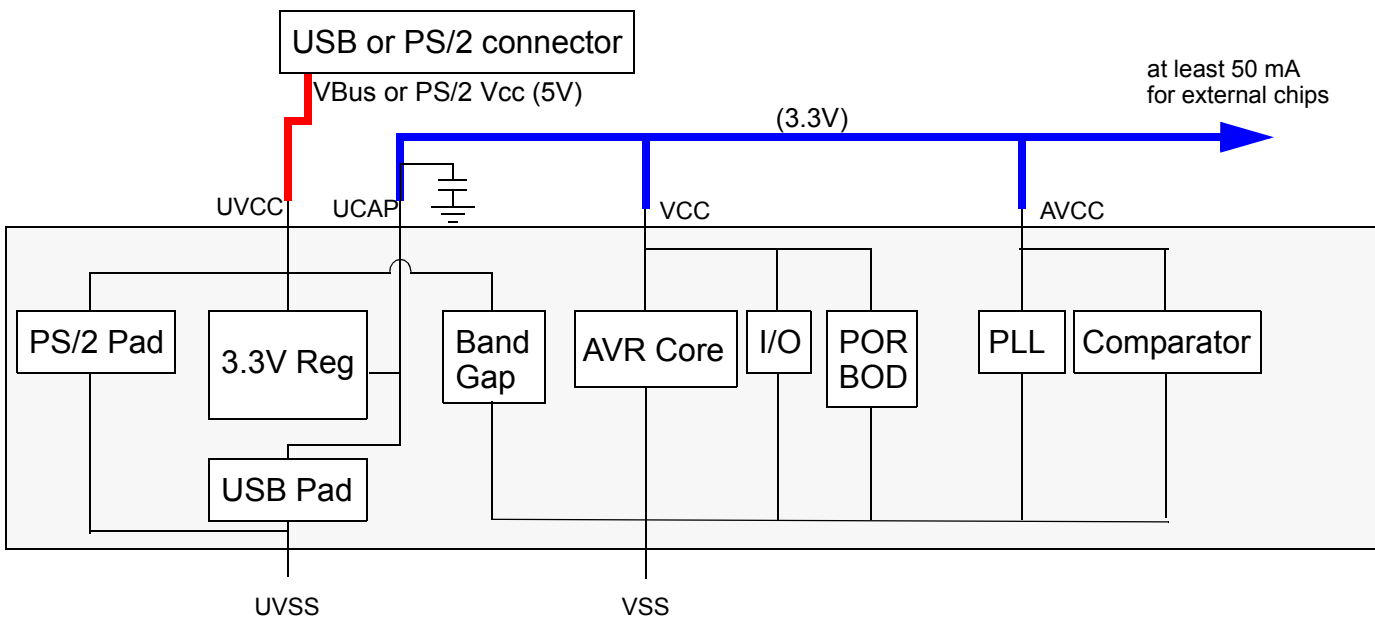 USB or PS/2 connector
VBus or PS/2 Vcc (5V)
at least 50 mA
for external chips
(3.3V)
UVCC
UCAP
VCC
AVCC
PS/2 Pad
3.3V Reg
Band
Gap
AVR Core
I/O
POR
BOD
PLL
Comparator
USB Pad
UVSS
VSS